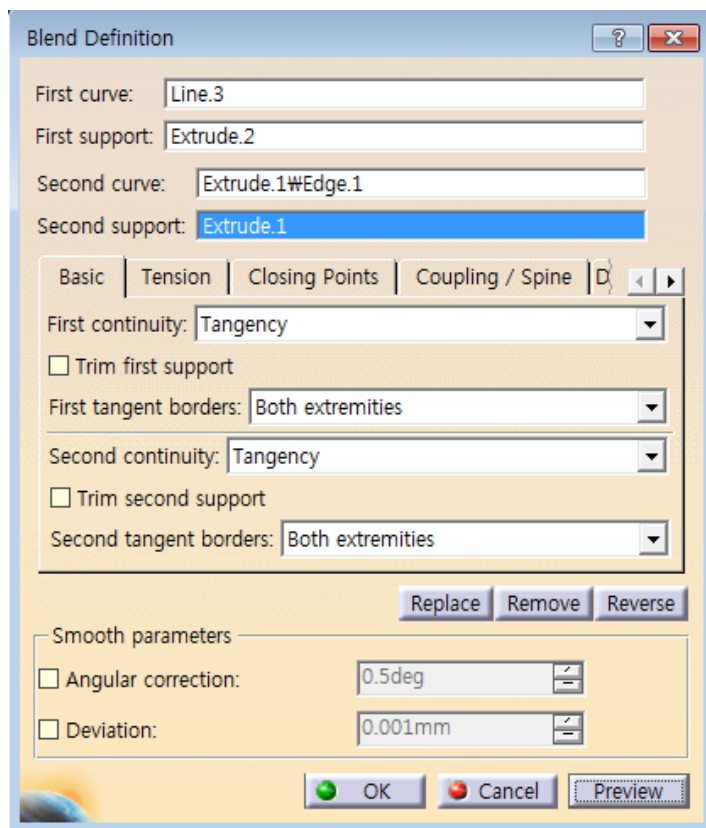 Blend Definition
First curve: Line.3
First support: Extrude.2
Second curve: Extrude.1₩Edge.1
Second support: Extrude.1
Basic Tension Closing Points Coupling / Spine D
First continuity: Tangency
Trim first support
First tangent borders: Both extremities
Second continuity: Tangency
Trim second support
Second tangent borders: Both extremities
Replace Remove Reverse
Smooth parameters
Angular correction: 0.5deg
Deviation: 0.001mm
OK Cancel Preview